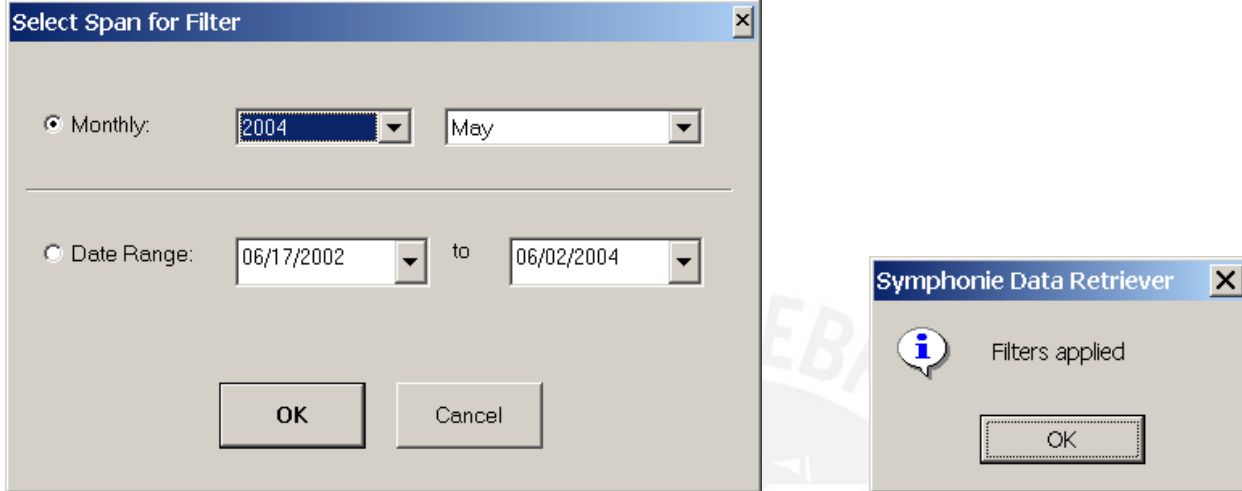 Select Span for Filter
Monthly: 2004 May
Date Range: 06/17/2002 to 06/02/2004
OK Cancel
Symphonie Data Retriever
Filters applied
OK